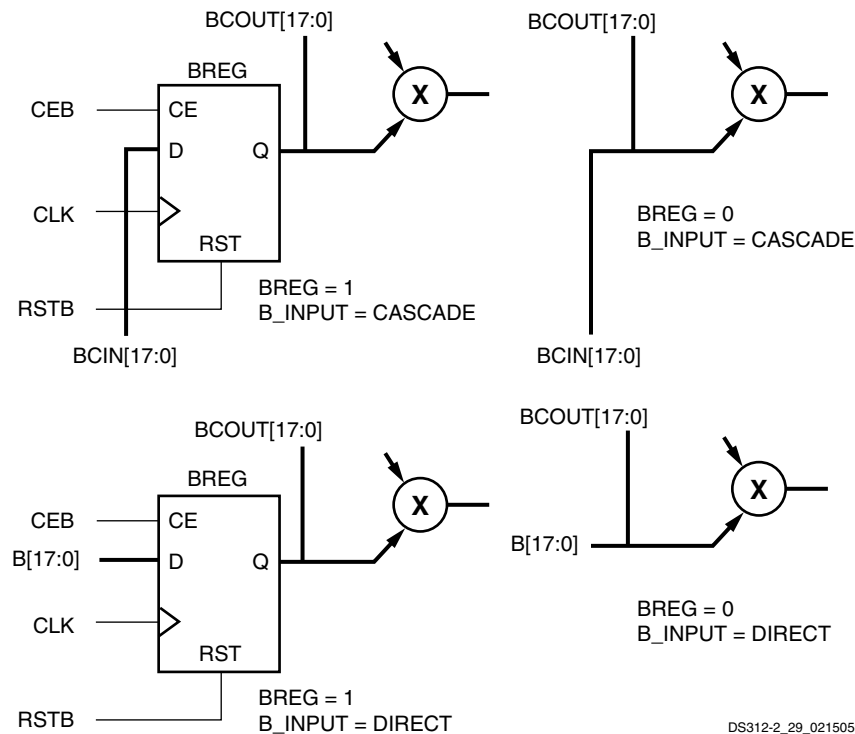 BCOUT[17:0]
BREG
CEB
CE
D
Q
X
CLK
RST
RSTB
BREG = 1
B_INPUT = CASCADE
BCIN[17:0]
BCOUT[17:0]
X
BREG = 0
B_INPUT = CASCADE
BCIN[17:0]
BCOUT[17:0]
BREG
CEB
CE
B[17:0]
D
Q
X
CLK
RST
RSTB
BREG = 1
B_INPUT = DIRECT
BCOUT[17:0]
X
B[17:0]
BREG = 0
B_INPUT = DIRECT
DS312-2_29_021505